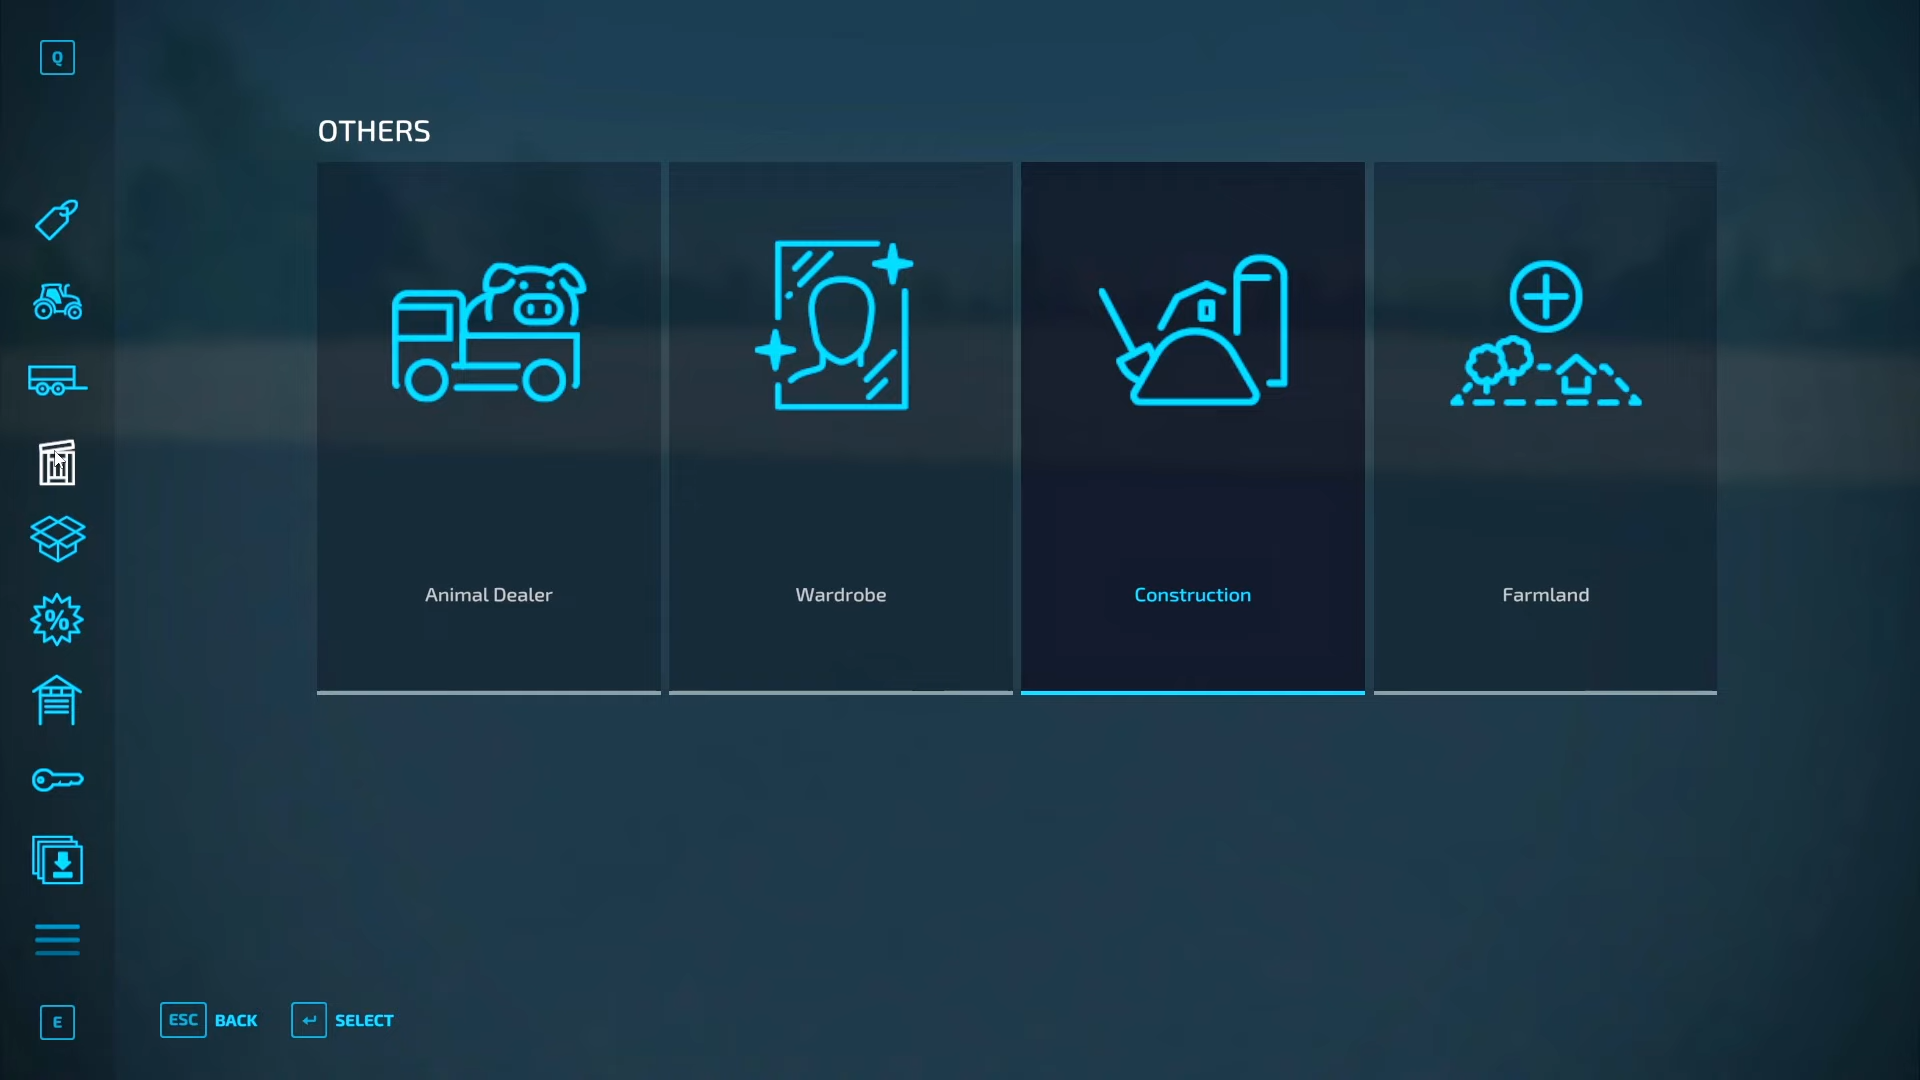 Q
OTHERS
Animal Dealer
Wardrobe
Construction
Farmland
%
E
ESC BACK
SELECT